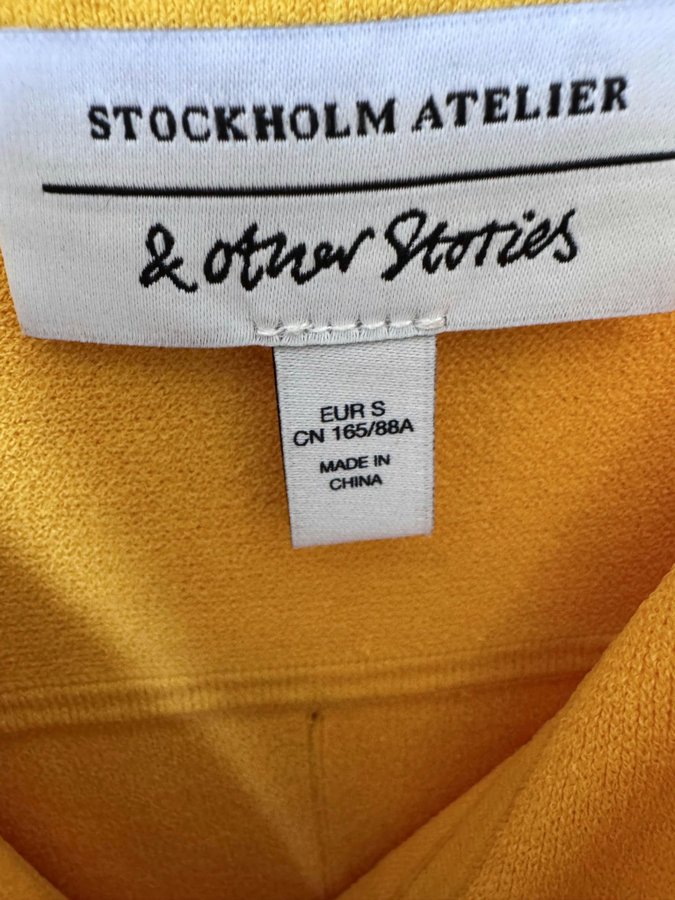 STOCKHOLM ATELIER
& other Stories
EUR S
CN 165/88A
MADE IN
CHINA